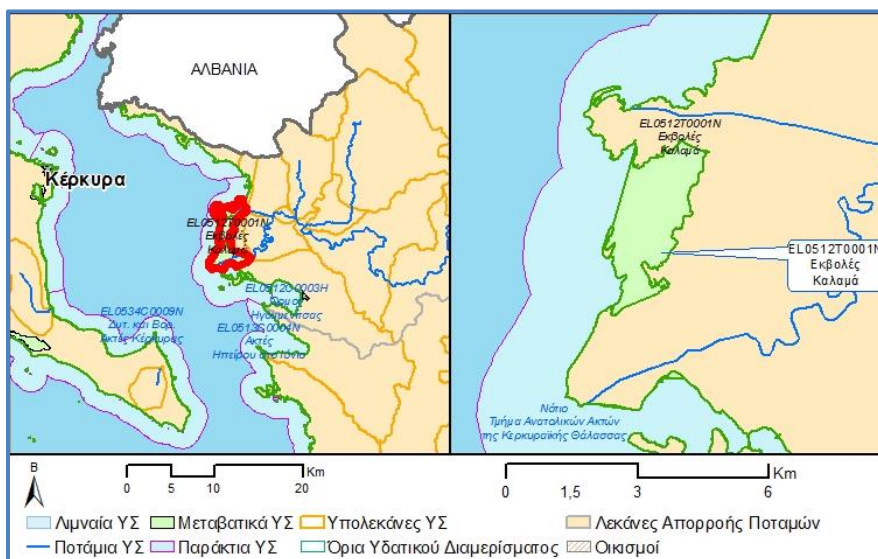 ΑΛΒΑΝΙΑ
Κέρκυρα
EL0512T0001N
Εκβολές
Καλαμά
EL0512C0003H
Όρμος
Ηγουμενίτσας
EL0513C0004N
Ακτές
Ηπείρου στο Ιόνιο
EL0534C0009N
Δυτ. και Βορ.
Ακτές Κέρκυρας
EL0512T0001N
Εκβολές
Καλαμά
EL0512T0001N
Εκβολές
Καλαμά
Νότιο
Τμήμα Ανατολικών Ακτών
της Κερκυραϊκής Θάλασσας
Β
Km
0 5 10 20
Km
0 1,5 3 6
Λιμναία ΥΣ Μεταβατικά ΥΣ Υπολεκάνες ΥΣ Λεκάνες Απορροής Ποταμών
Ποτάμια ΥΣ Παράκτια ΥΣ Όρια Υδατικού Διαμερίσματος Οικισμοί